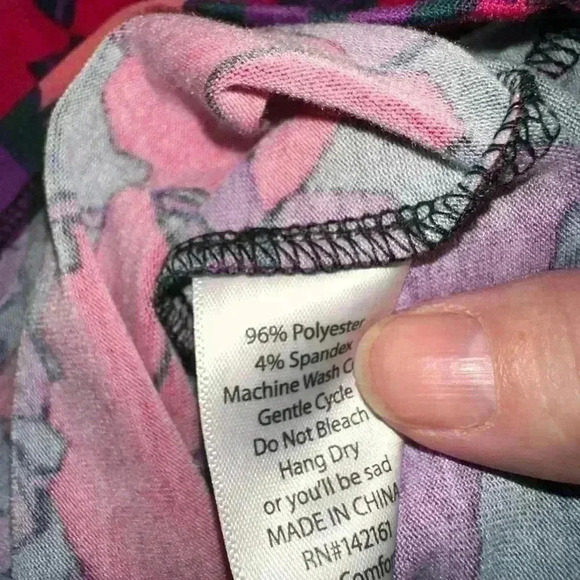 96% Polyester
4% Spandex
Machine Wash
Gentle Cycle
Do Not Bleach
Hang Dry
or you'll be sad
MADE IN CHINA
RN#142161
Comfor